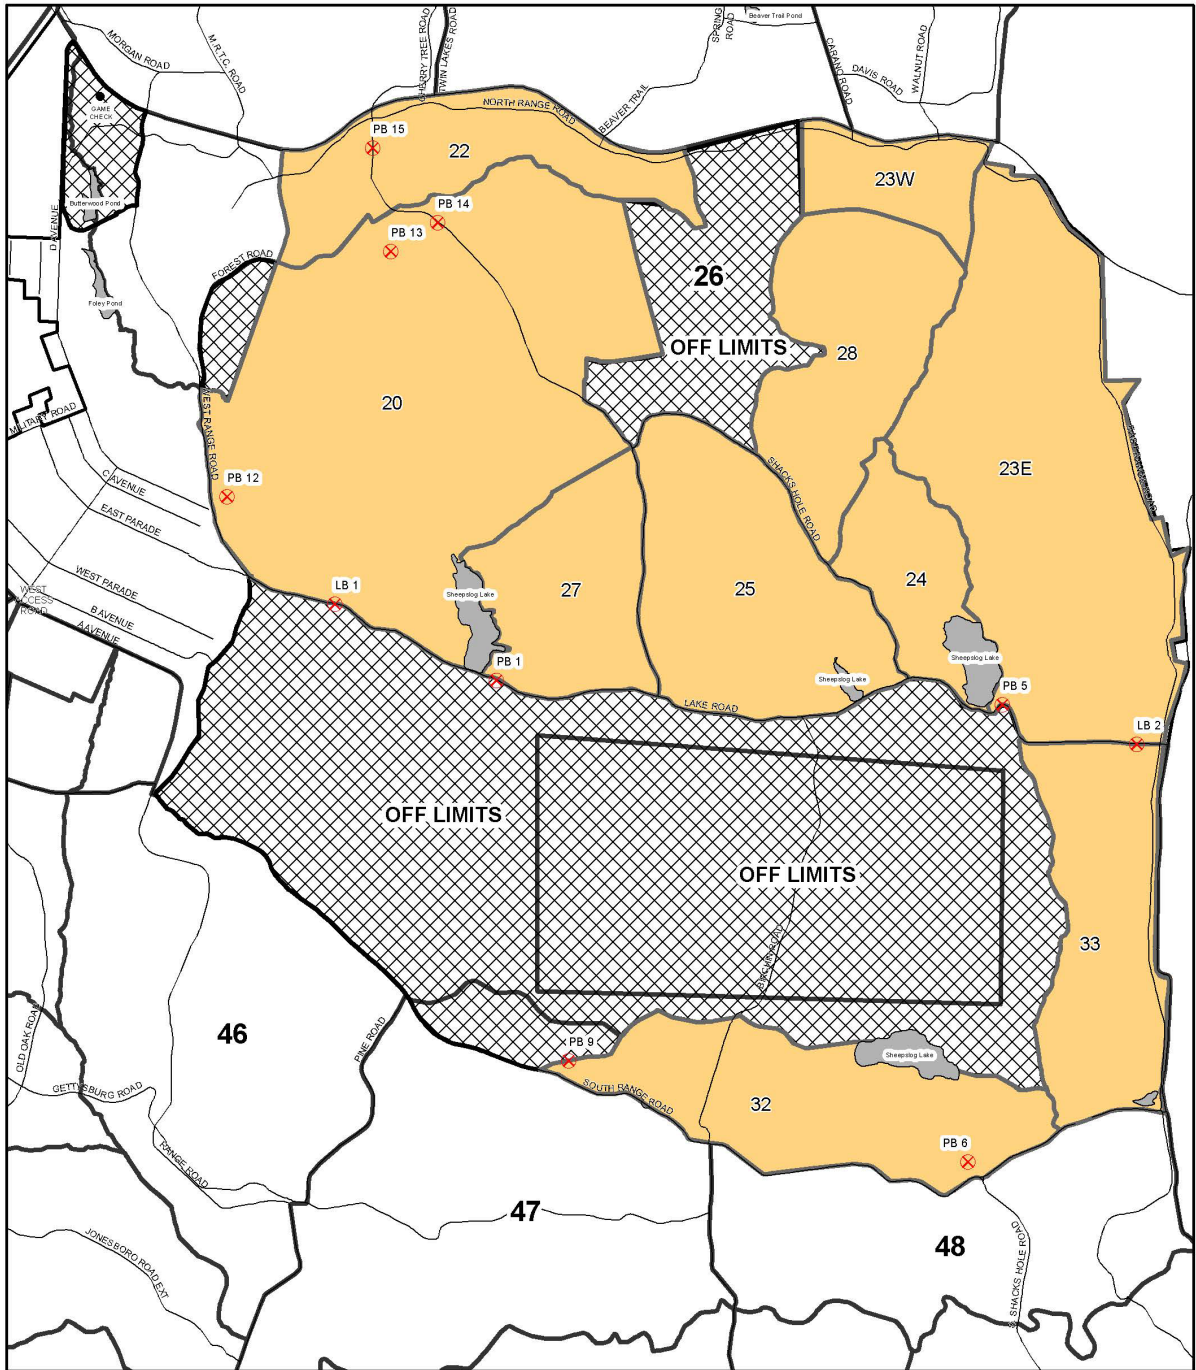 Beaver Trail Pond
MORGAN ROAD
M.R.T.C. ROAD
CHERRY TREE ROAD
TWIN LAKES ROAD
SPRING
ROAD
CARANO ROAD
WALNUT ROAD
DAVIS ROAD
GAME
CHECK
NORTH RANGE ROAD
BEAVER TRAIL
PB 15
22
23W
Butterwood Pond
D AVENUE
PB 14
PB 13
FOREST ROAD
26
OFF LIMITS
Foley Pond
28
20
MILITARY ROAD
WEST RANGE ROAD
23E
SHACKS HOLE ROAD
PB 12
C AVENUE
EAST PARADE
WEST PARADE
WEST
ACCESS
ROAD
B AVENUE
A AVENUE
LB 1
Sheepslog Lake
27
25
24
Sheepslog Lake
PB 1
Sheepslog Lake
PB 5
LAKE ROAD
LB 2
OFF LIMITS
OFF LIMITS
33
46
OLD OAK ROAD
PINE ROAD
PB 9
Sheepslog Lake
GETTYSBURG ROAD
SOUTH RANGE ROAD
32
RANGE ROAD
PB 6
47
48
JONESBORO ROAD EXT
SHACKS HOLE ROAD